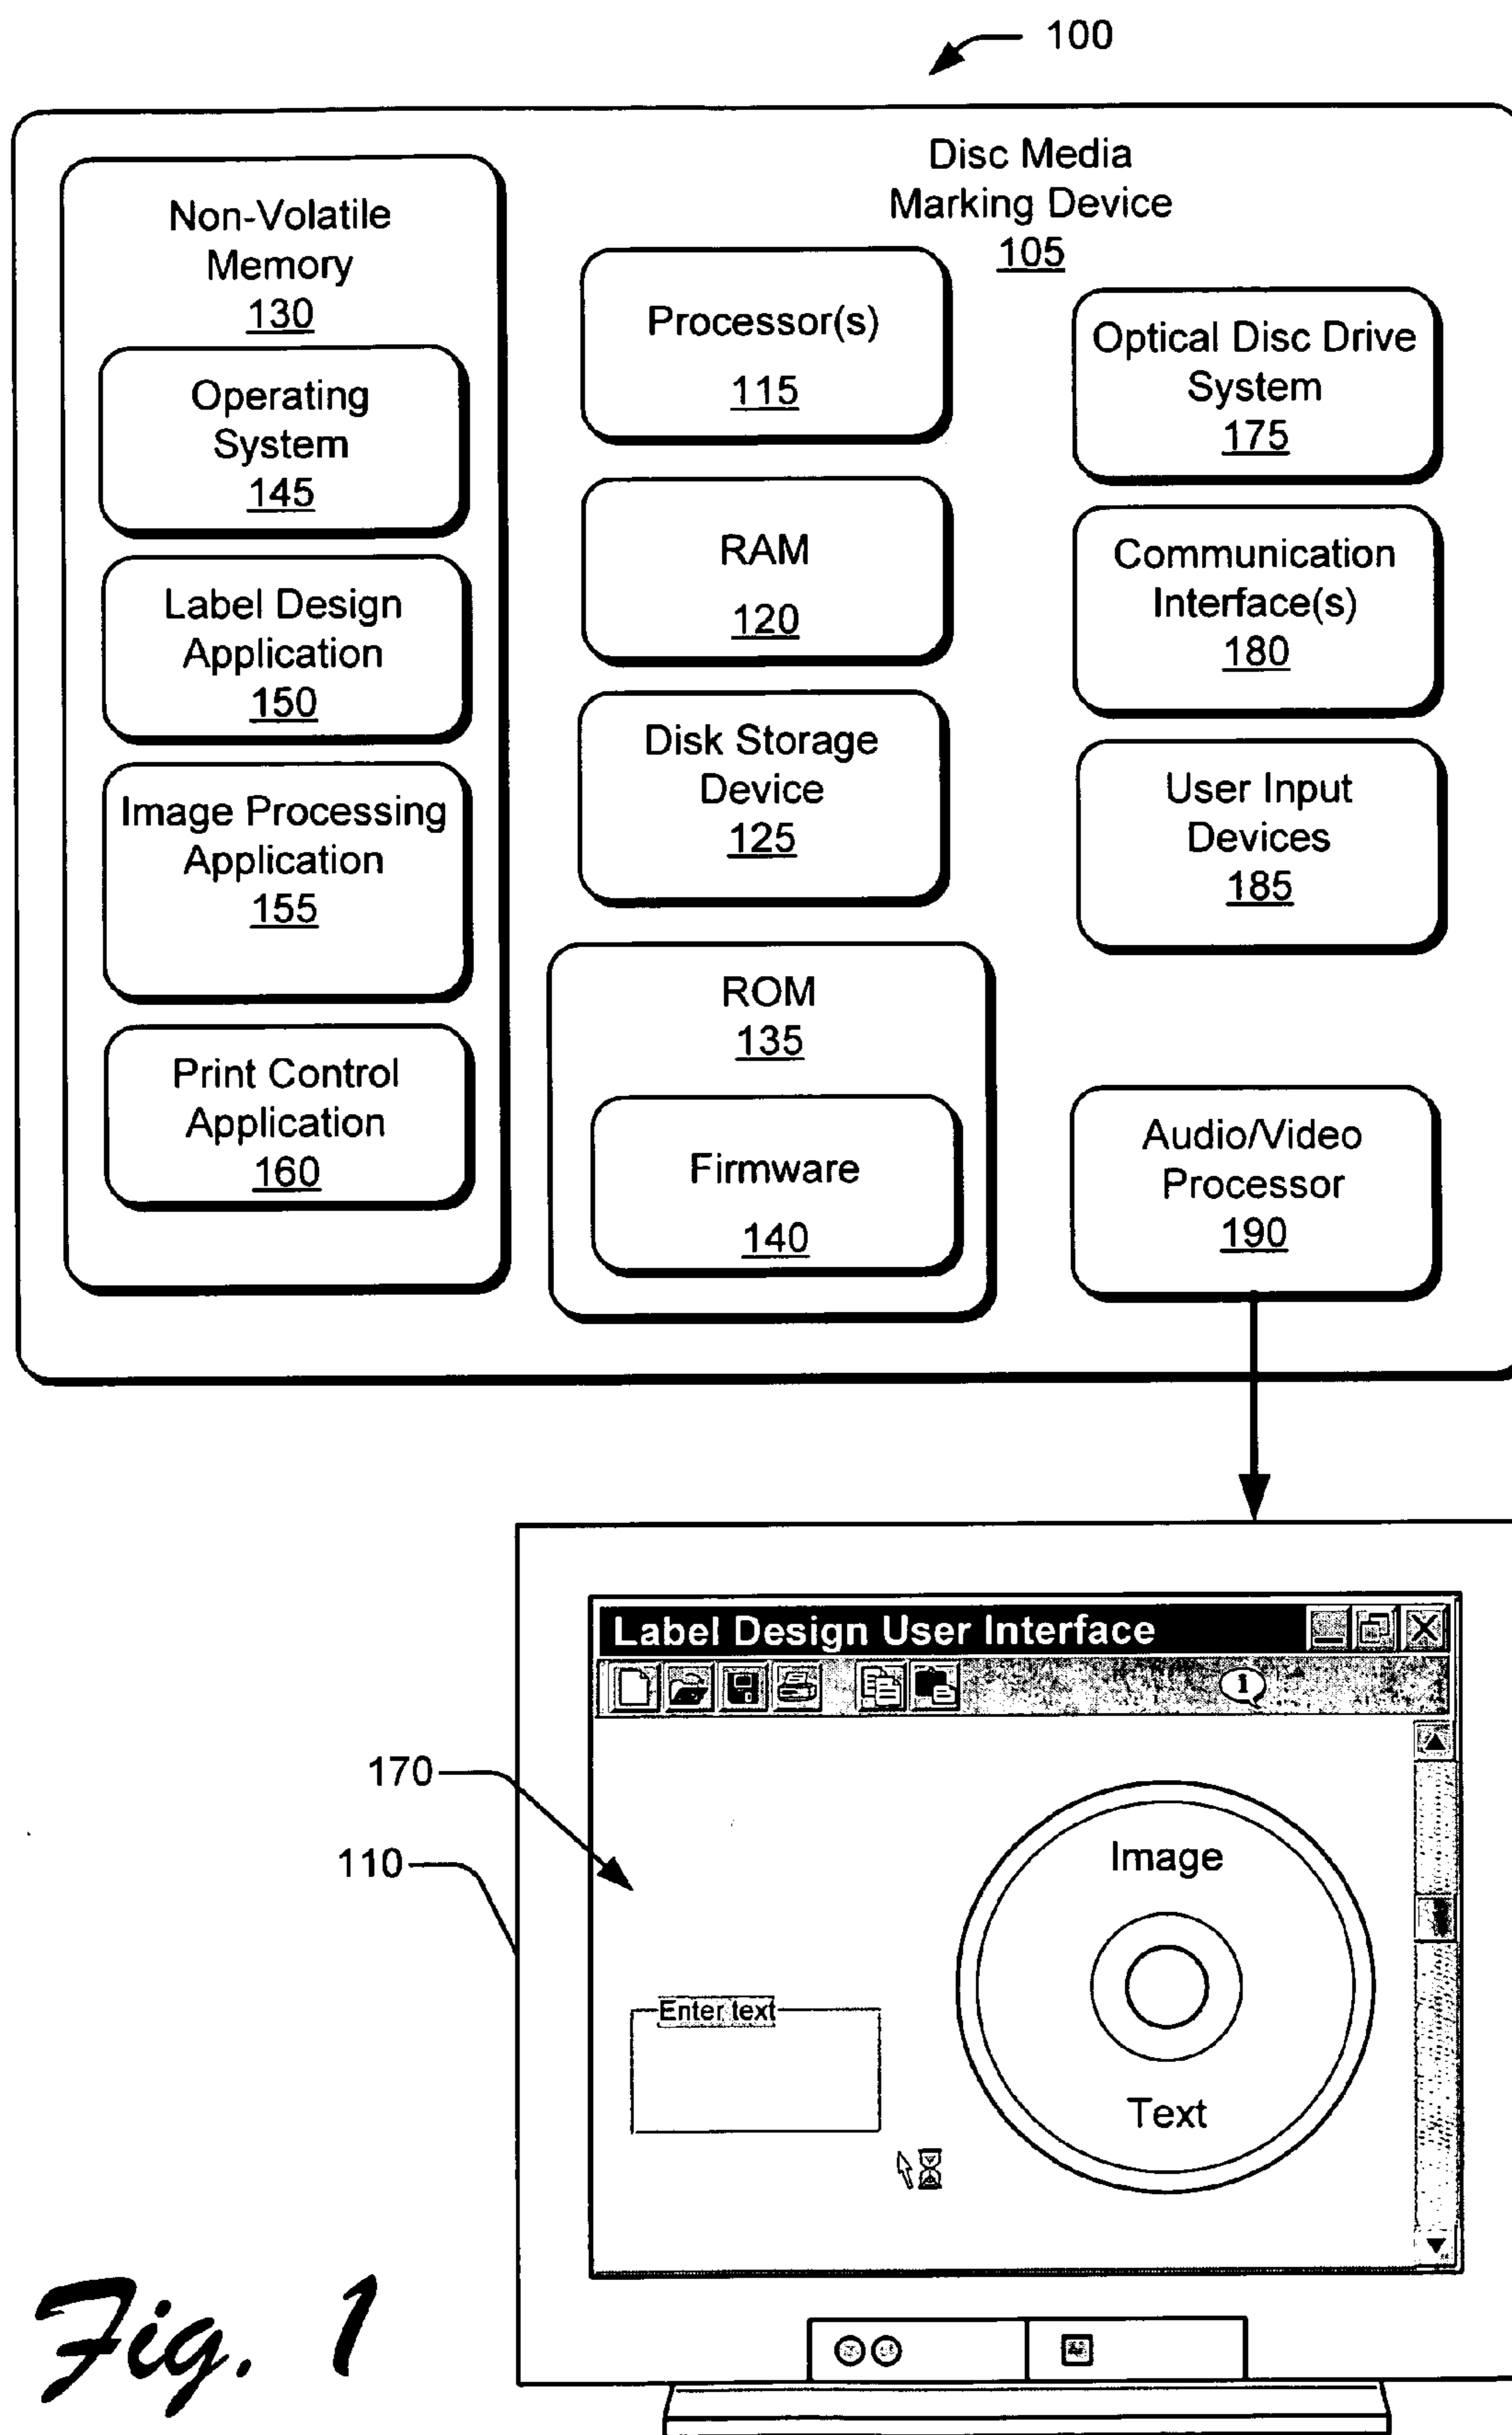 100
Disc Media
Marking Device
105
Non-Volatile
Memory
130
Operating
System
145
Label Design
Application
150
Image Processing
Application
155
Print Control
Application
160
Processor(s)
115
RAM
120
Disk Storage
Device
125
ROM
135
Firmware
140
Optical Disc Drive
System
175
Communication
Interface(s)
180
User Input
Devices
185
Audio/Video
Processor
190
Label Design User Interface
i
170
110
Image
Enter text
Text
Fig. 1